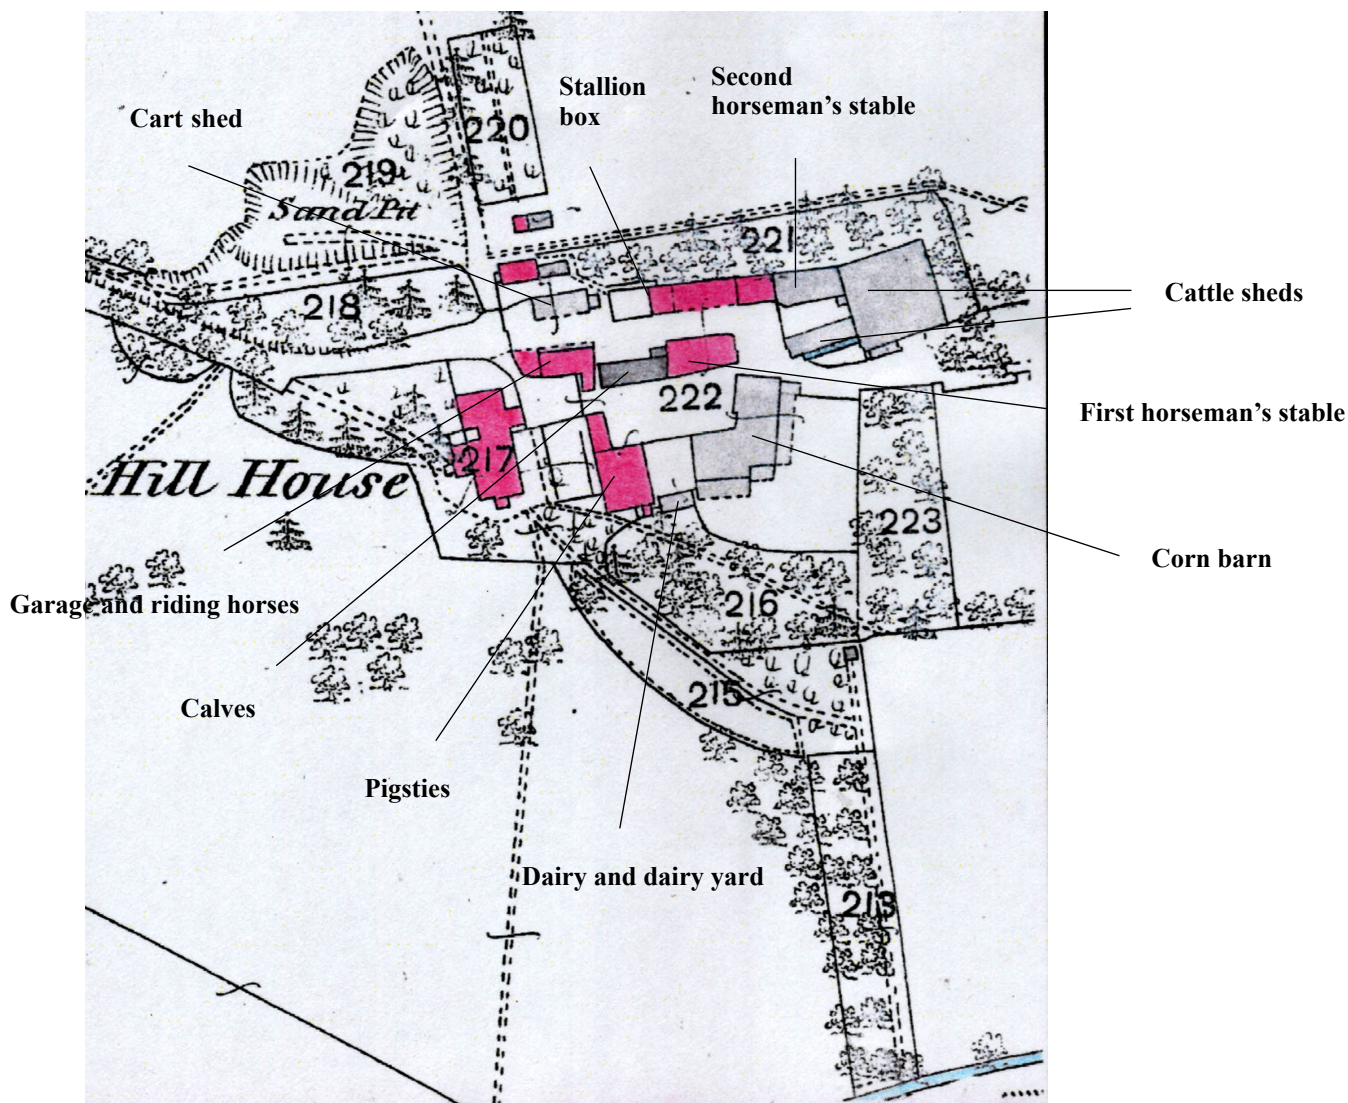 Stallion
box
Second
horseman's stable
Cart shed
220
219
Sand Pit
221
218
Cattle sheds
222
First horseman's stable
217
Hill House
223
Corn barn
Garage and riding horses
216
Calves
215
Pigsties
Dairy and dairy yard
213